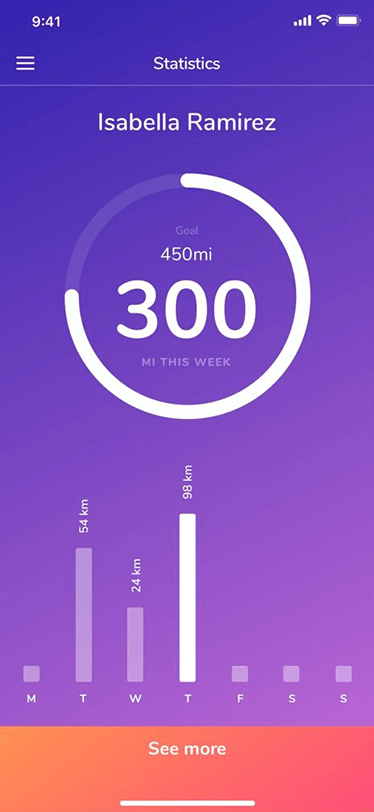 9:41
Statistics
Isabella Ramirez
Goal
450mi
300
MI THIS WEEK
54 km
24 km
98 km
M T W T F S S
See more